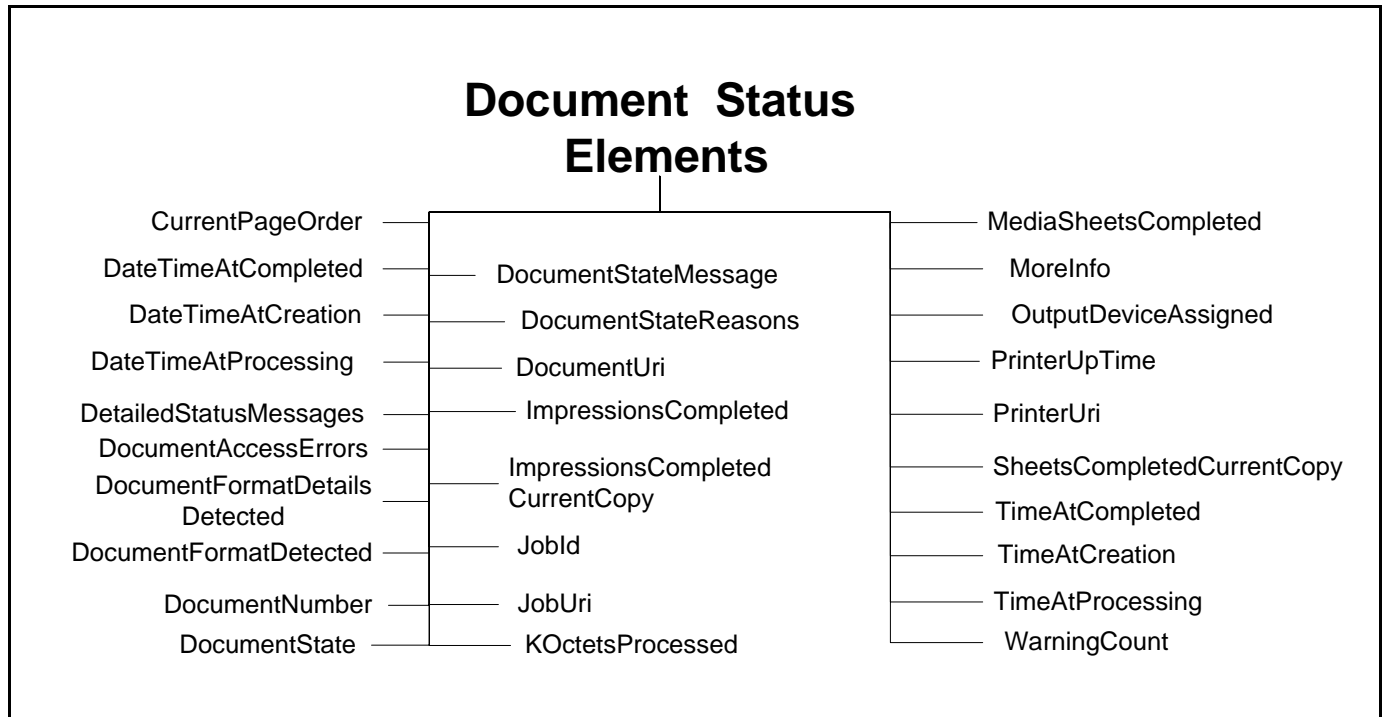 Document Status
Elements
CurrentPageOrder
DateTimeAtCompleted
DateTimeAtCreation
DateTimeAtProcessing
DetailedStatusMessages
DocumentAccessErrors
DocumentFormatDetails
Detected
DocumentFormatDetected
DocumentNumber
DocumentState
DocumentStateMessage
DocumentStateReasons
DocumentUri
ImpressionsCompleted
ImpressionsCompleted
CurrentCopy
JobId
JobUri
KOctetsProcessed
MediaSheetsCompleted
MoreInfo
OutputDeviceAssigned
PrinterUpTime
PrinterUri
SheetsCompletedCurrentCopy
TimeAtCompleted
TimeAtCreation
TimeAtProcessing
WarningCount